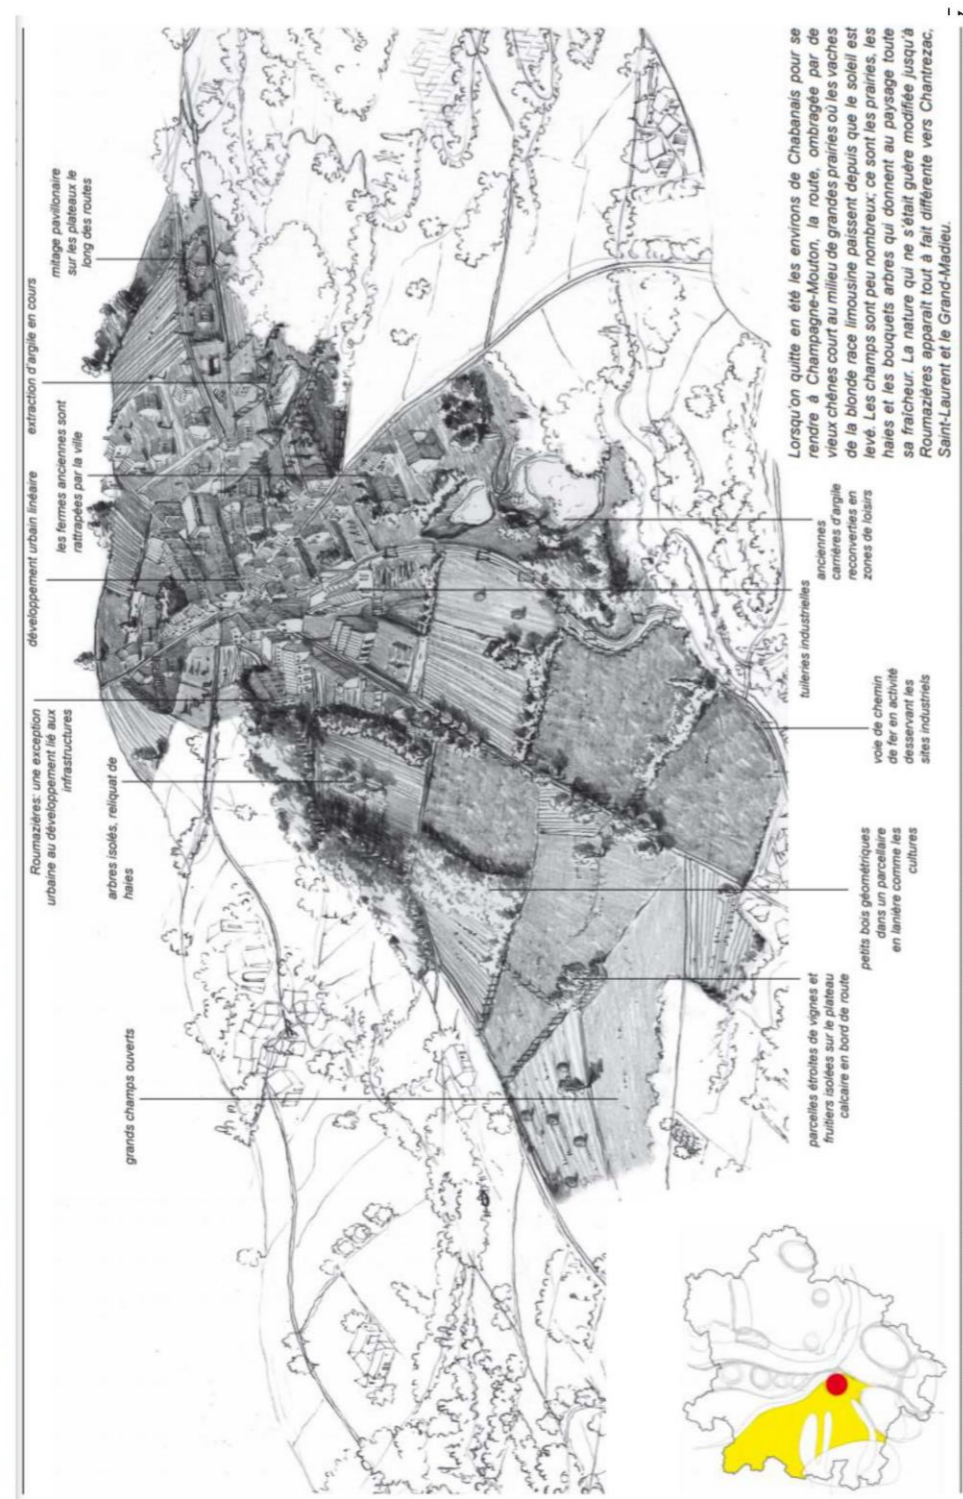 grands champs ouverts
arbres isolés, reliquat de
haies
Roumazières: une exception
urbaine au développement lié aux
infrastructures
développement urbain linéaire
les fermes anciennes sont
rattrapées par la ville
extraction d'argile en cours
mitage pavillonaire
sur les plateaux le
long des routes
parcelles étroites de vignes et
fruitiers isolées sur le plateau
calcaire en bord de route
petits bois géométriques
dans un parcellaire
en lanière comme les
cultures
voie de chemin
de fer en activité
desservant les
sites industriels
tuileries industrielles
anciennes
carrières d'argile
reconverties en
zones de loisirs
Lorsqu'on quitte en été les environs de Chabanais pour se
rendre à Champagne-Mouton, la route, ombragée par de
vieux chênes court au milieu de grandes prairies où les vaches
de la blonde race limousine paissent depuis que le soleil est
levé. Les champs sont peu nombreux; ce sont les prairies, les
haies et les bouquets arbres qui donnent au paysage toute
sa fraîcheur. La nature qui ne s'était guère modifiée jusqu'à
Roumazières apparaît tout à fait différente vers Chantrezac,
Saint-Laurent et le Grand-Madieu.